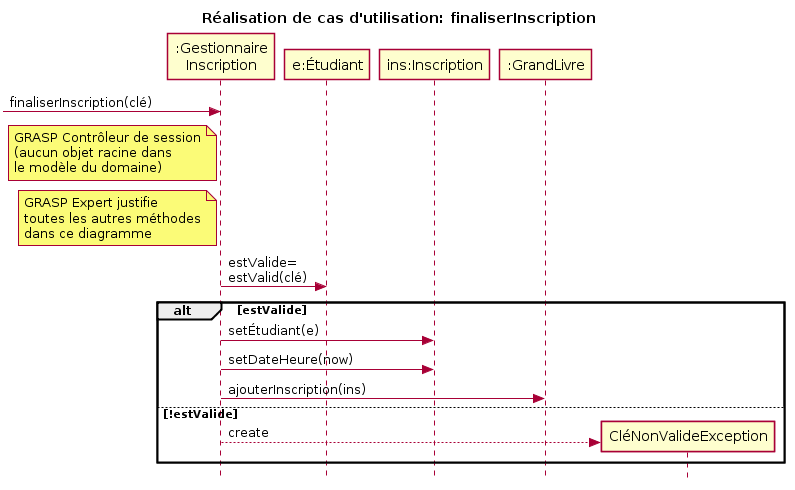 Réalisation de cas d'utilisation: finaliserInscription
:Gestionnaire
Inscription
e:Étudiant
ins:Inscription
:GrandLivre
finaliserInscription(clé)
GRASP Contrôleur de session
(aucun objet racine dans
le modèle du domaine)
GRASP Expert justifie
toutes les autres méthodes
dans ce diagramme
estValide=
estValid(clé)
alt [estValide]
setÉtudiant(e)
setDateHeure(now)
ajouterInscription(ins)
[!estValide]
create
CléNonValideException